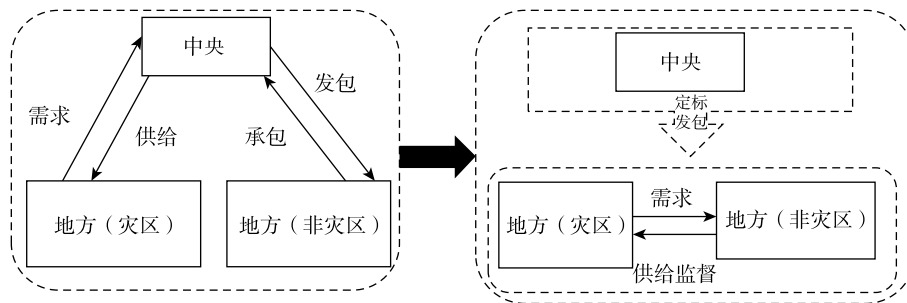 中央
发包
需求
供给
承包
地方（灾区）
地方（非灾区）
中央
定标
发包
需求
地方（灾区）
地方（非灾区）
供给监督